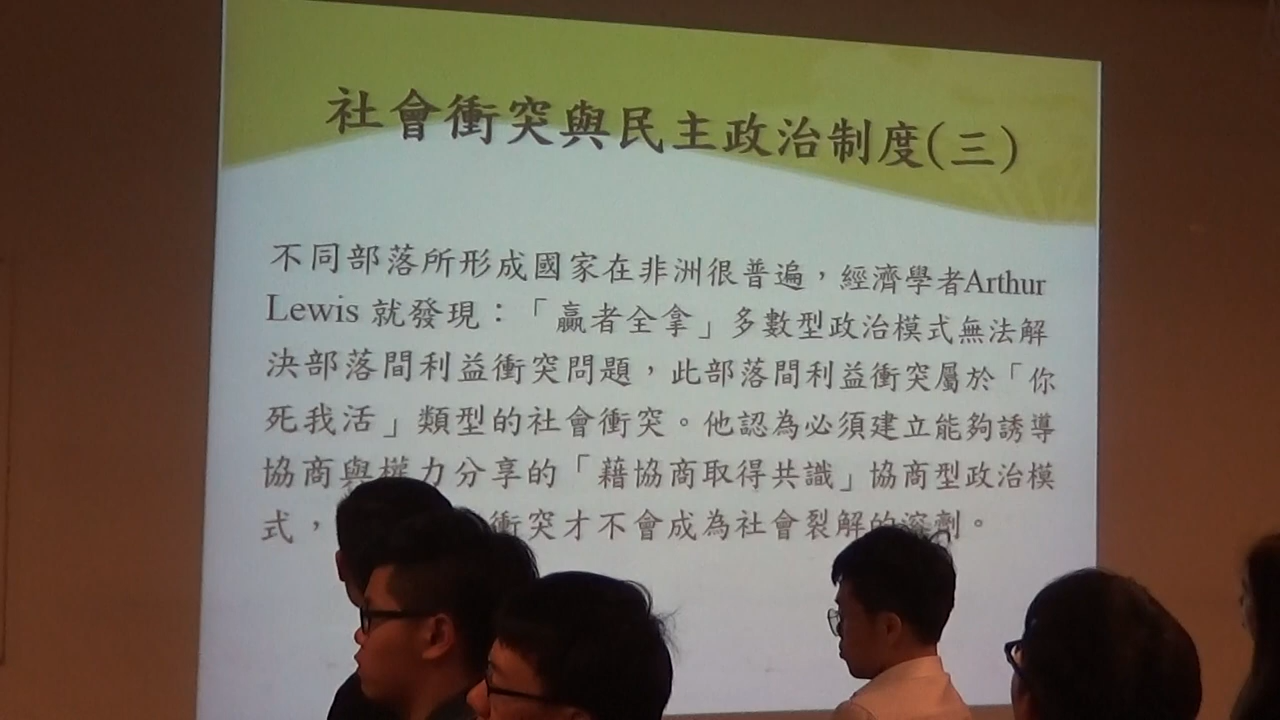 社會衝突與民主政治制度(三)
不同部落所形成國家在非洲很普遍，經濟學者Arthur
Lewis 就發現：「贏者全拿」多數型政治模式無法解
決部落間利益衝突問題，此部落間利益衝突屬於「你
死我活」類型的社會衝突。他認為必須建立能夠誘導
協商與權力分享的「藉協商取得共識」協商型政治模
式，衝突才不會成為社會裂解的溶劑。